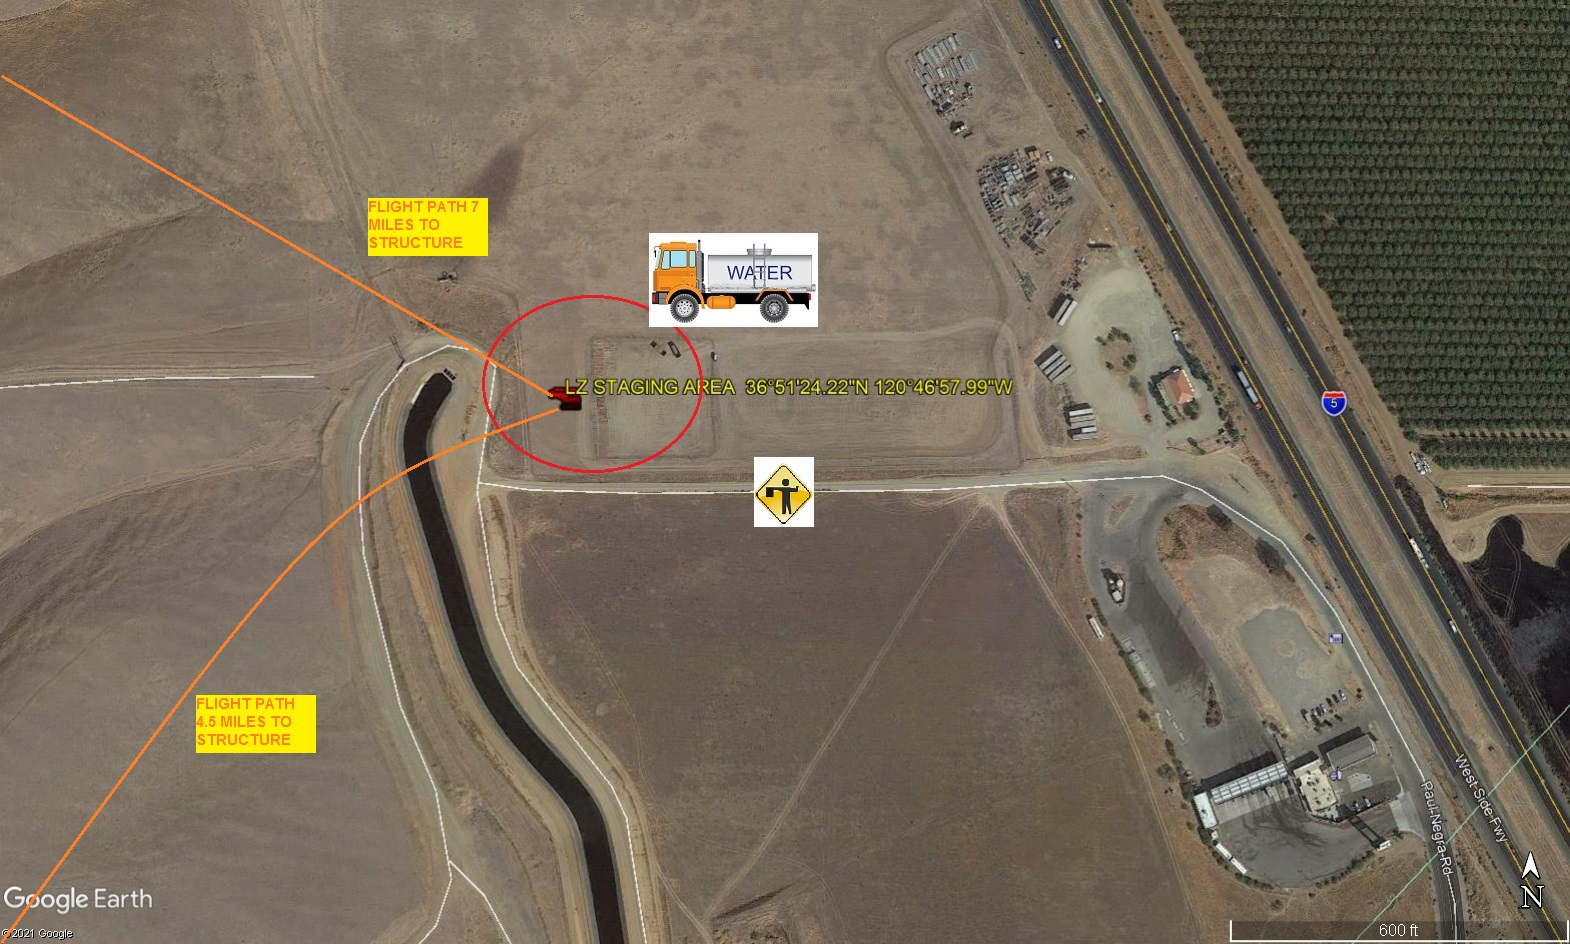 FLIGHT PATH 7
MILES TO
STRUCTURE
WATER
LZ STAGING AREA 36°51'24.22"N 120°46'57.99"W
5
FLIGHT PATH
4.5 MILES TO
STRUCTURE
West Side Fwy
Paul Negra Rd
Google Earth
©2021 Google
N
600 ft